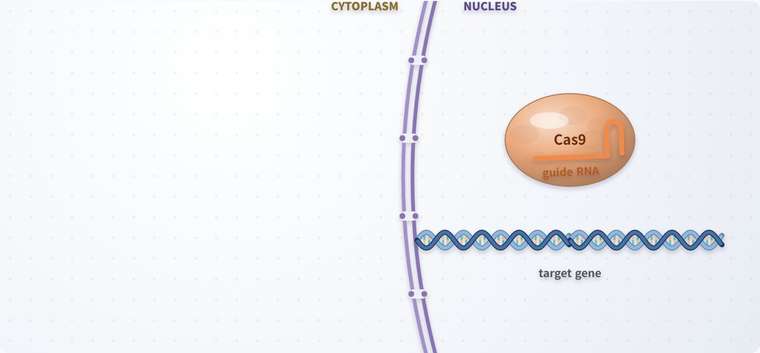 CYTOPLASM
NUCLEUS
Cas9
guide RNA
target gene